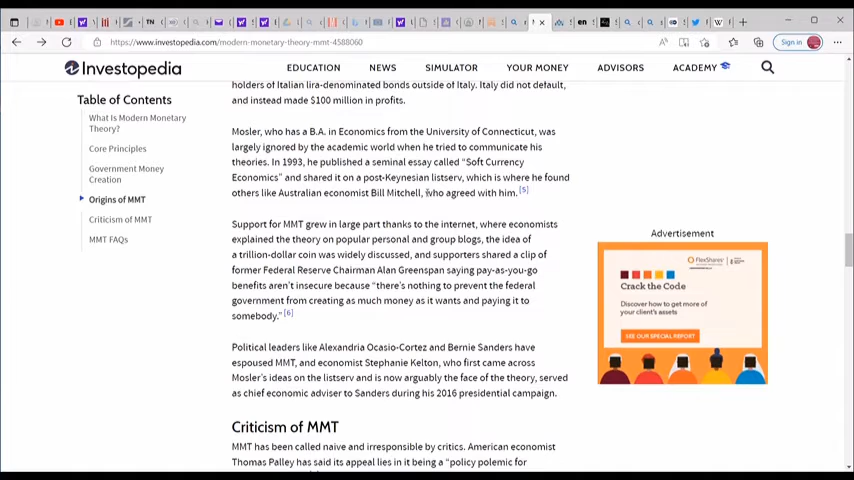 TN
en
W
https://www.investopedia.com/modern-monetary-theory-mmt-4588060
Sign in
Investopedia
EDUCATION NEWS SIMULATOR YOUR MONEY ADVISORS ACADEMY
Table of Contents
What Is Modern Monetary
Theory?
Core Principles
Government Money
Creation
Origins of MMT
Criticism of MMT
MMT FAQs
holders of Italian lira-denominated bonds outside of Italy. Italy did not default,
and instead made $100 million in profits.
Mosler, who has a B.A. in Economics from the University of Connecticut, was
largely ignored by the academic world when he tried to communicate his
theories. In 1993, he published a seminal essay called “Soft Currency
Economics” and shared it on a post-Keynesian listserv, which is where he found
others like Australian economist Bill Mitchell, who agreed with him. [5]
Support for MMT grew in large part thanks to the internet, where economists
explained the theory on popular personal and group blogs, the idea of
a trillion-dollar coin was widely discussed, and supporters shared a clip of
former Federal Reserve Chairman Alan Greenspan saying pay-as-you-go
benefits aren’t insecure because “there’s nothing to prevent the federal
government from creating as much money as it wants and paying it to
somebody.” [6]
Political leaders like Alexandria Ocasio-Cortez and Bernie Sanders have
espoused MMT, and economist Stephanie Kelton, who first came across
Mosler’s ideas on the listserv and is now arguably the face of the theory, served
as chief economic adviser to Sanders during his 2016 presidential campaign.
Criticism of MMT
MMT has been called naive and irresponsible by critics. American economist
Thomas Palley has said its appeal lies in it being a “policy polemic for
Advertisement
FlexShares
Crack the Code
Discover how to get more of
your client's assets
SEE OUR SPECIAL REPORT